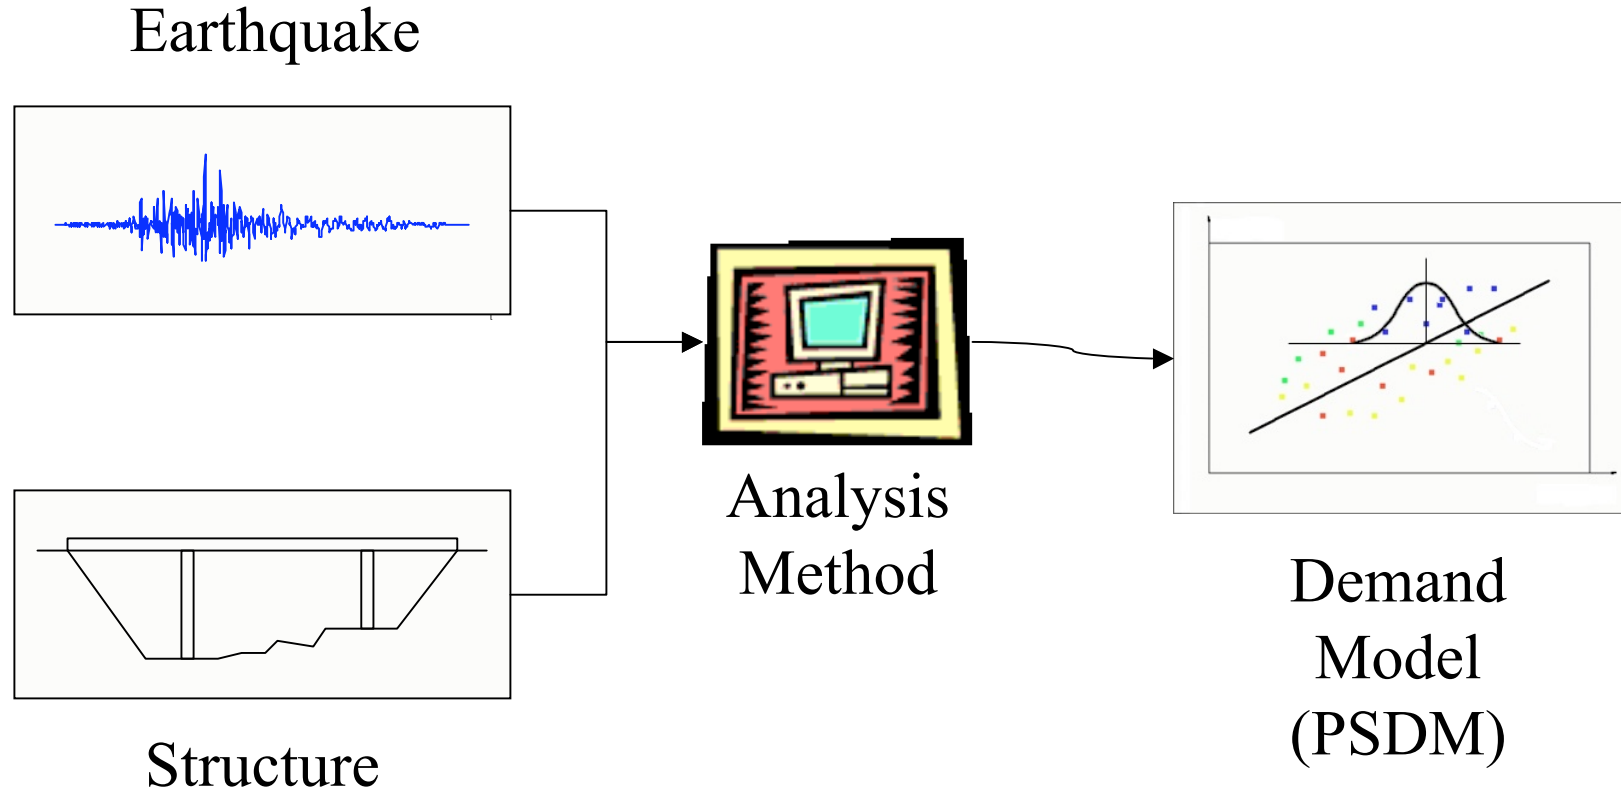 Earthquake
Structure
Analysis
Method
Demand
Model
(PSDM)